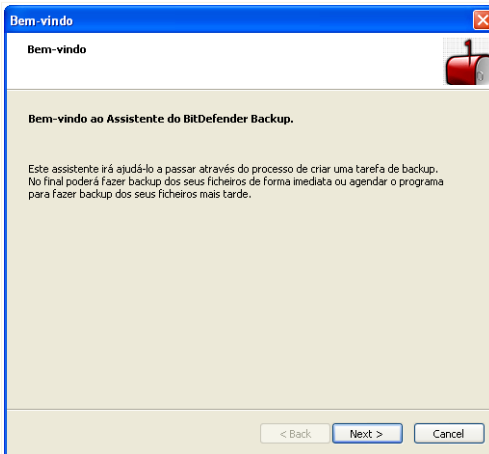 Bem-vindo
Bem-vindo
Bem-vindo ao Assistente do BitDefender Backup.
Este assistente irá ajudá-lo a passar através do processo de criar uma tarefa de backup.
No final poderá fazer backup dos seus ficheiros de forma imediata ou agendar o programa
para fazer backup dos seus ficheiros mais tarde.
< Back Next > Cancel